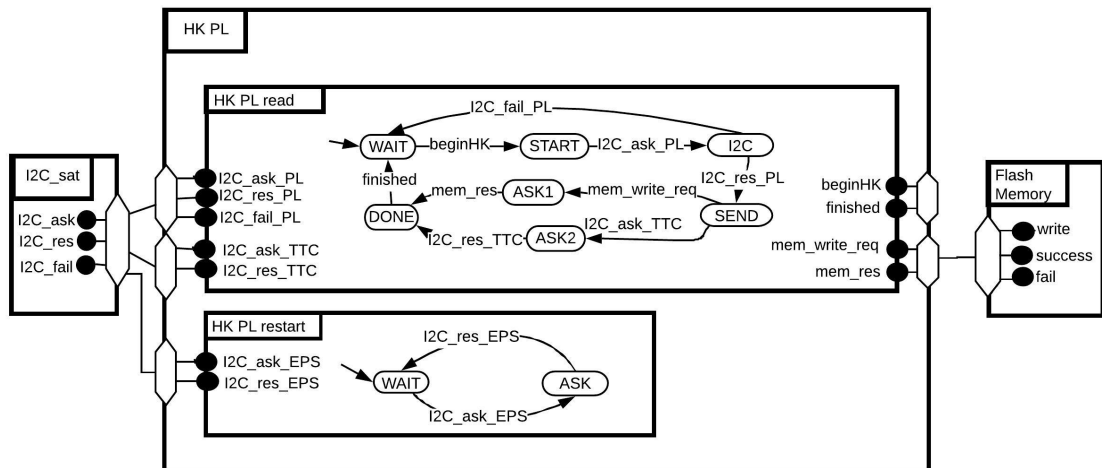 HK PL
HK PL read
I2C_fail_PL
WAIT
beginHK
START
I2C_ask_PL
I2C
finished
I2C_res_PL
mem_res
ASK1
mem_write_req
DONE
SEND
I2C_res_TTC
ASK2
I2C_ask_TTC
I2C_sat
I2C_ask
I2C_res
I2C_fail
I2C_ask_PL
I2C_res_PL
I2C_fail_PL
I2C_ask_TTC
I2C_res_TTC
beginHK
finished
mem_write_req
mem_res
Flash
Memory
write
success
fail
HK PL restart
I2C_ask_EPS
I2C_res_EPS
I2C_res_EPS
WAIT
ASK
I2C_ask_EPS